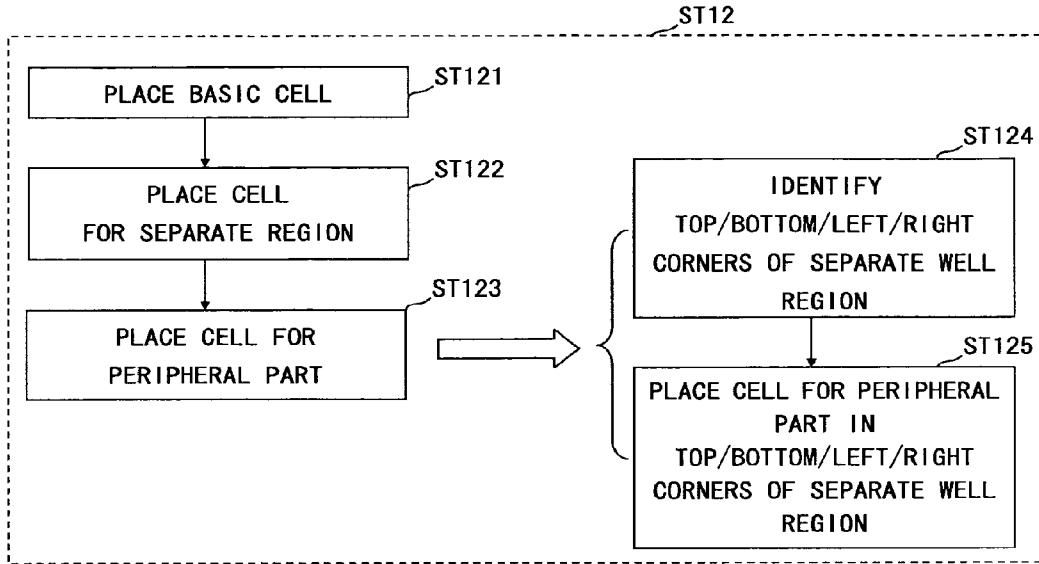 ST12
ST121
PLACE BASIC CELL
ST122
PLACE CELL
FOR SEPARATE REGION
ST123
PLACE CELL FOR
PERIPHERAL PART
ST124
IDENTIFY
TOP/BOTTOM/LEFT/RIGHT
CORNERS OF SEPARATE WELL
REGION
ST125
PLACE CELL FOR PERIPHERAL
PART IN
TOP/BOTTOM/LEFT/RIGHT
CORNERS OF SEPARATE WELL
REGION